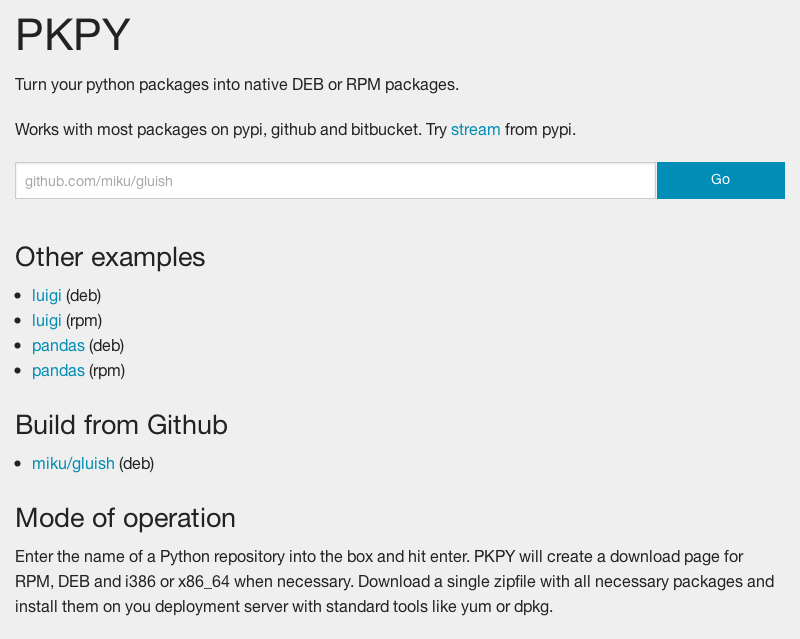 PKPY
Turn your python packages into native DEB or RPM packages.
Works with most packages on pypi, github and bitbucket. Try stream from pypi.
github.com/miku/gluish
Go
Other examples
luigi (deb)
luigi (rpm)
pandas (deb)
pandas (rpm)
Build from Github
miku/gluish (deb)
Mode of operation
Enter the name of a Python repository into the box and hit enter. PKPY will create a download page for
RPM, DEB and i386 or x86_64 when necessary. Download a single zipfile with all necessary packages and
install them on you deployment server with standard tools like yum or dpkg.